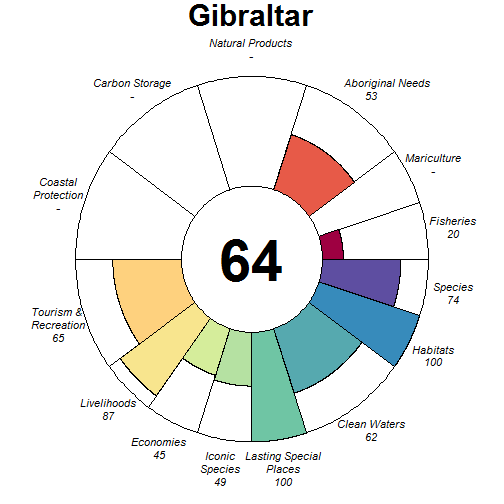 Gibraltar
Natural Products
-
Carbon Storage
-
Aboriginal Needs
53
Mariculture
-
Coastal
Protection
-
Fisheries
20
64
Species
74
Tourism &
Recreation
65
Habitats
100
Livelihoods
87
Clean Waters
62
Economies
45
Iconic
Species
49
Lasting Special
Places
100